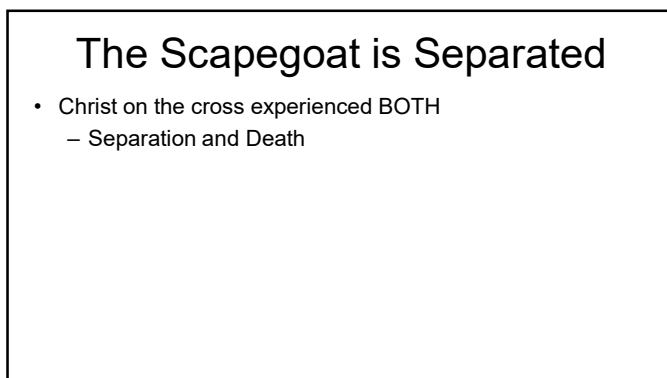 The Scapegoat is Separated
• Christ on the cross experienced BOTH
– Separation and Death